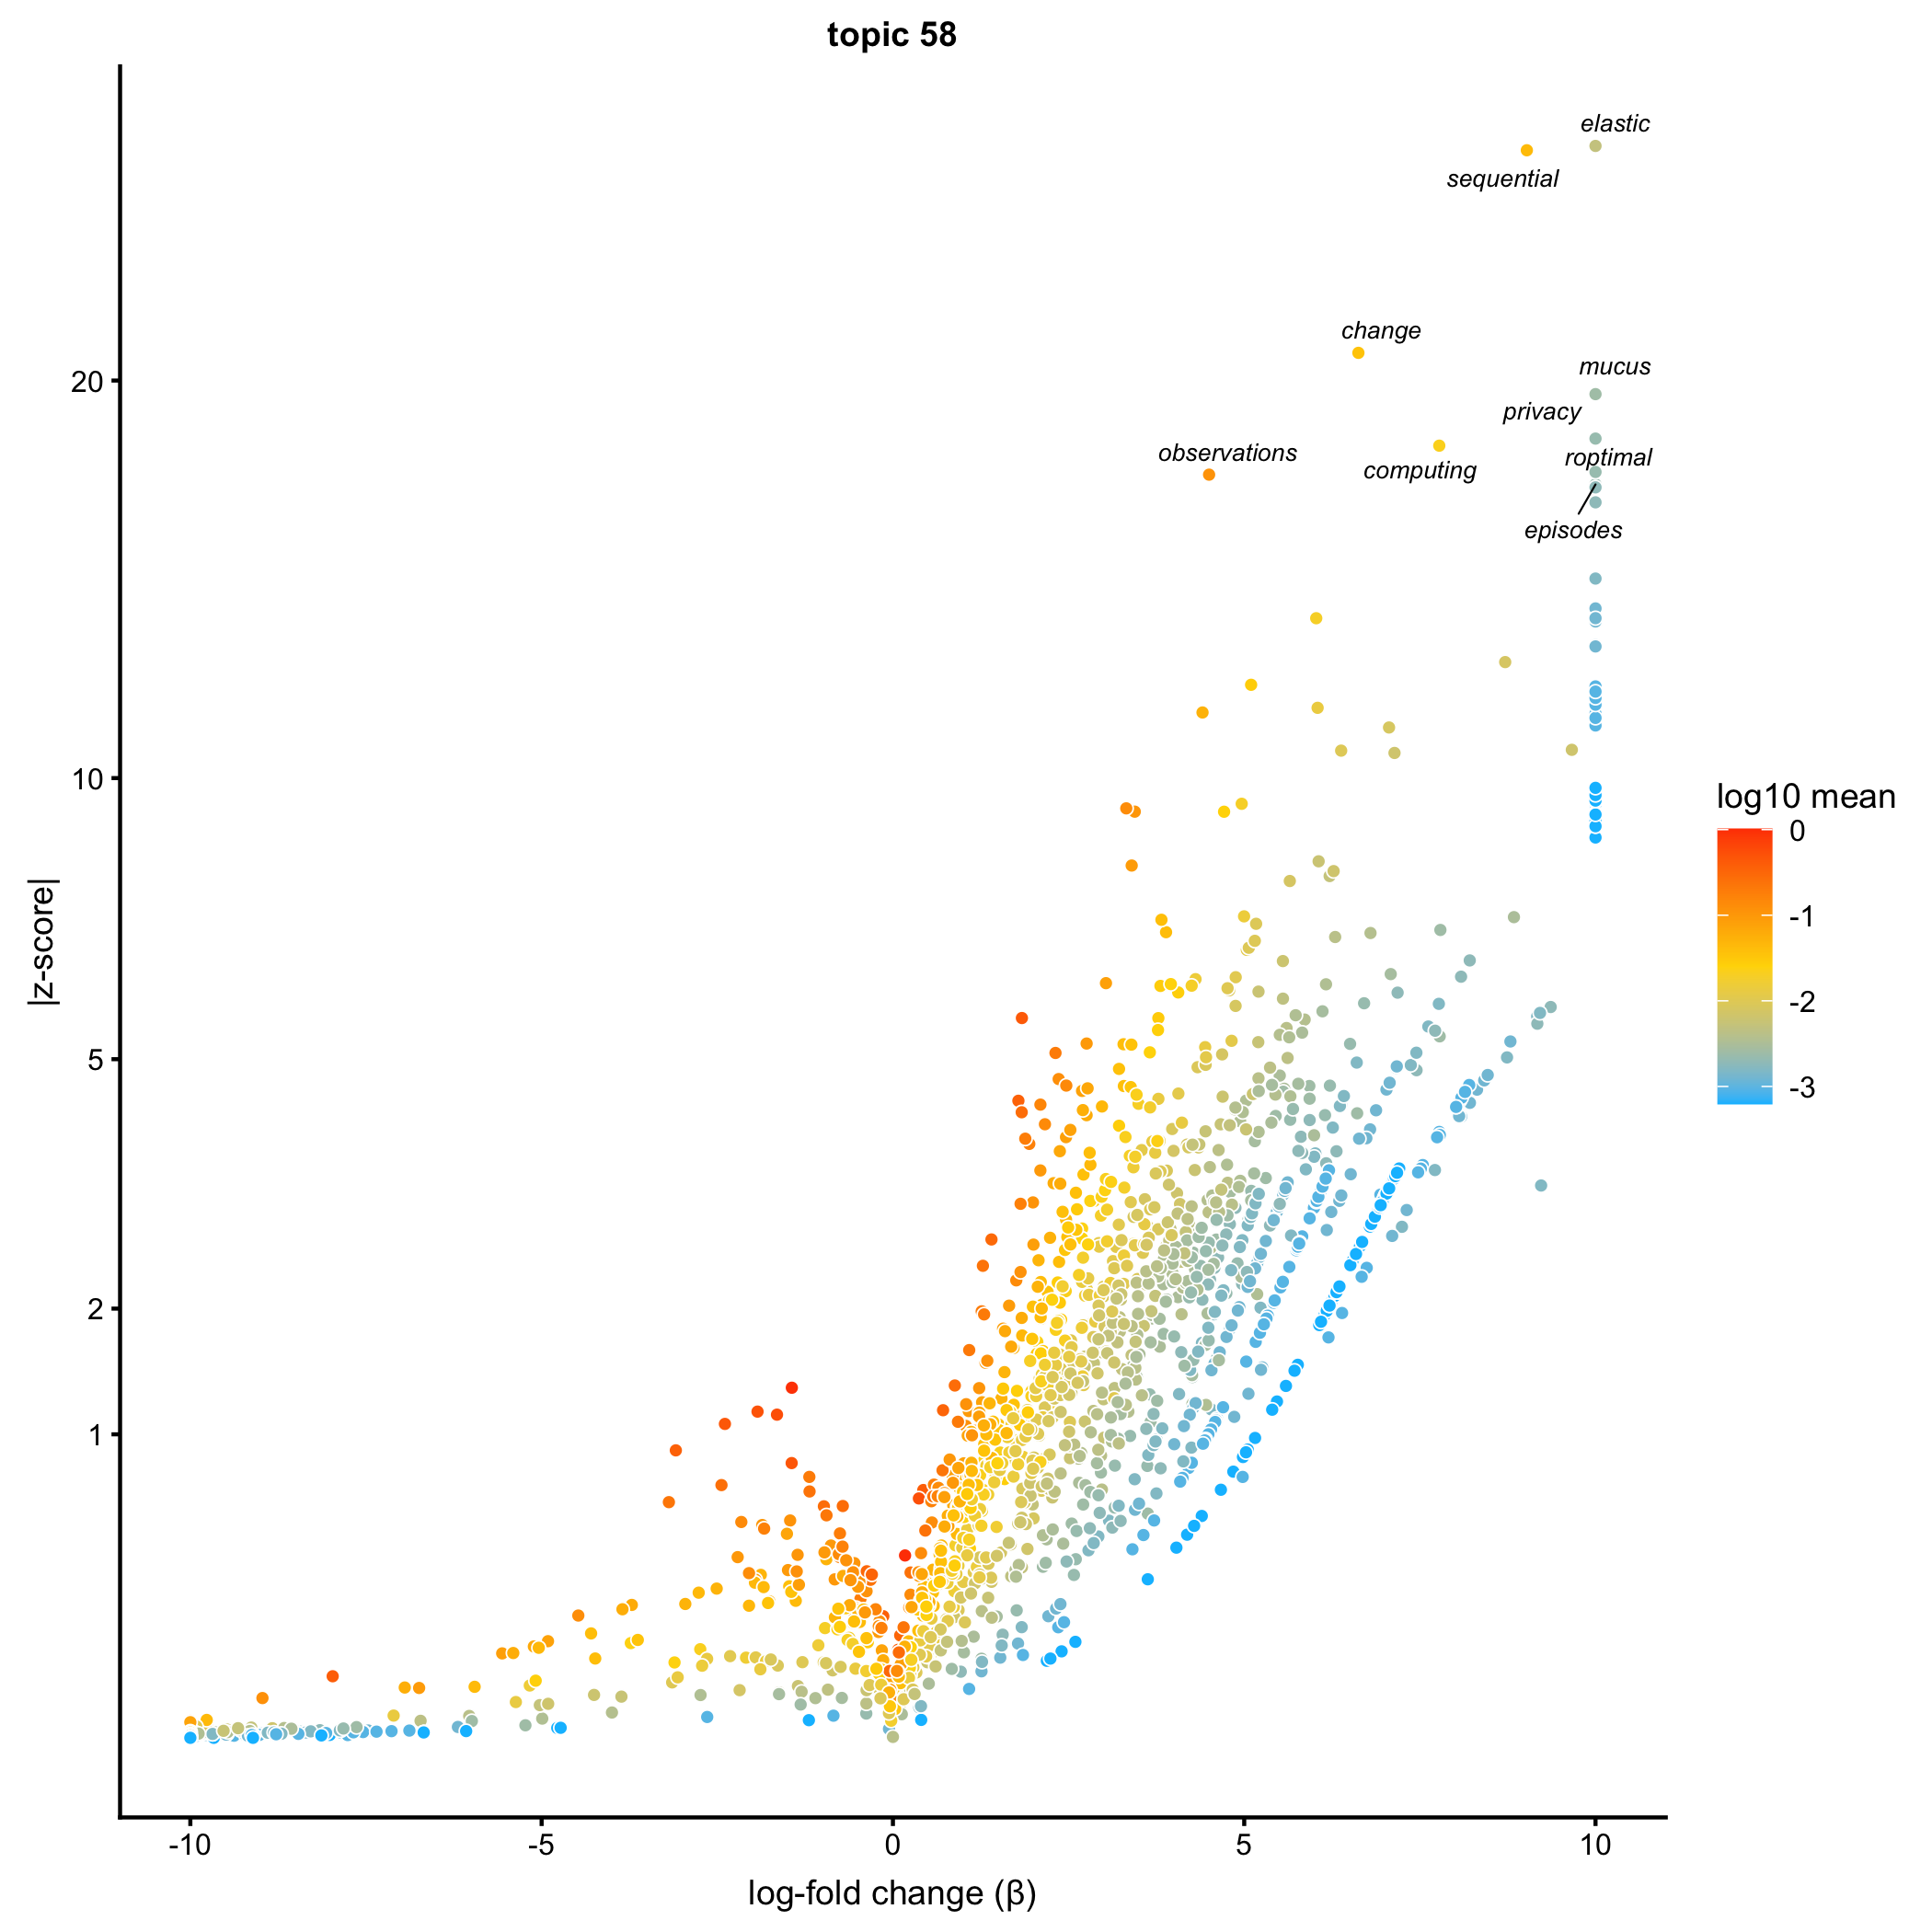 topic 58
elastic
sequential
change
mucus
privacy
observations
computing
roptimal
episodes
20
10
5
2
1
|z-score|
-10
-5
0
5
10
log-fold change (β)
log10 mean
0
-1
-2
-3